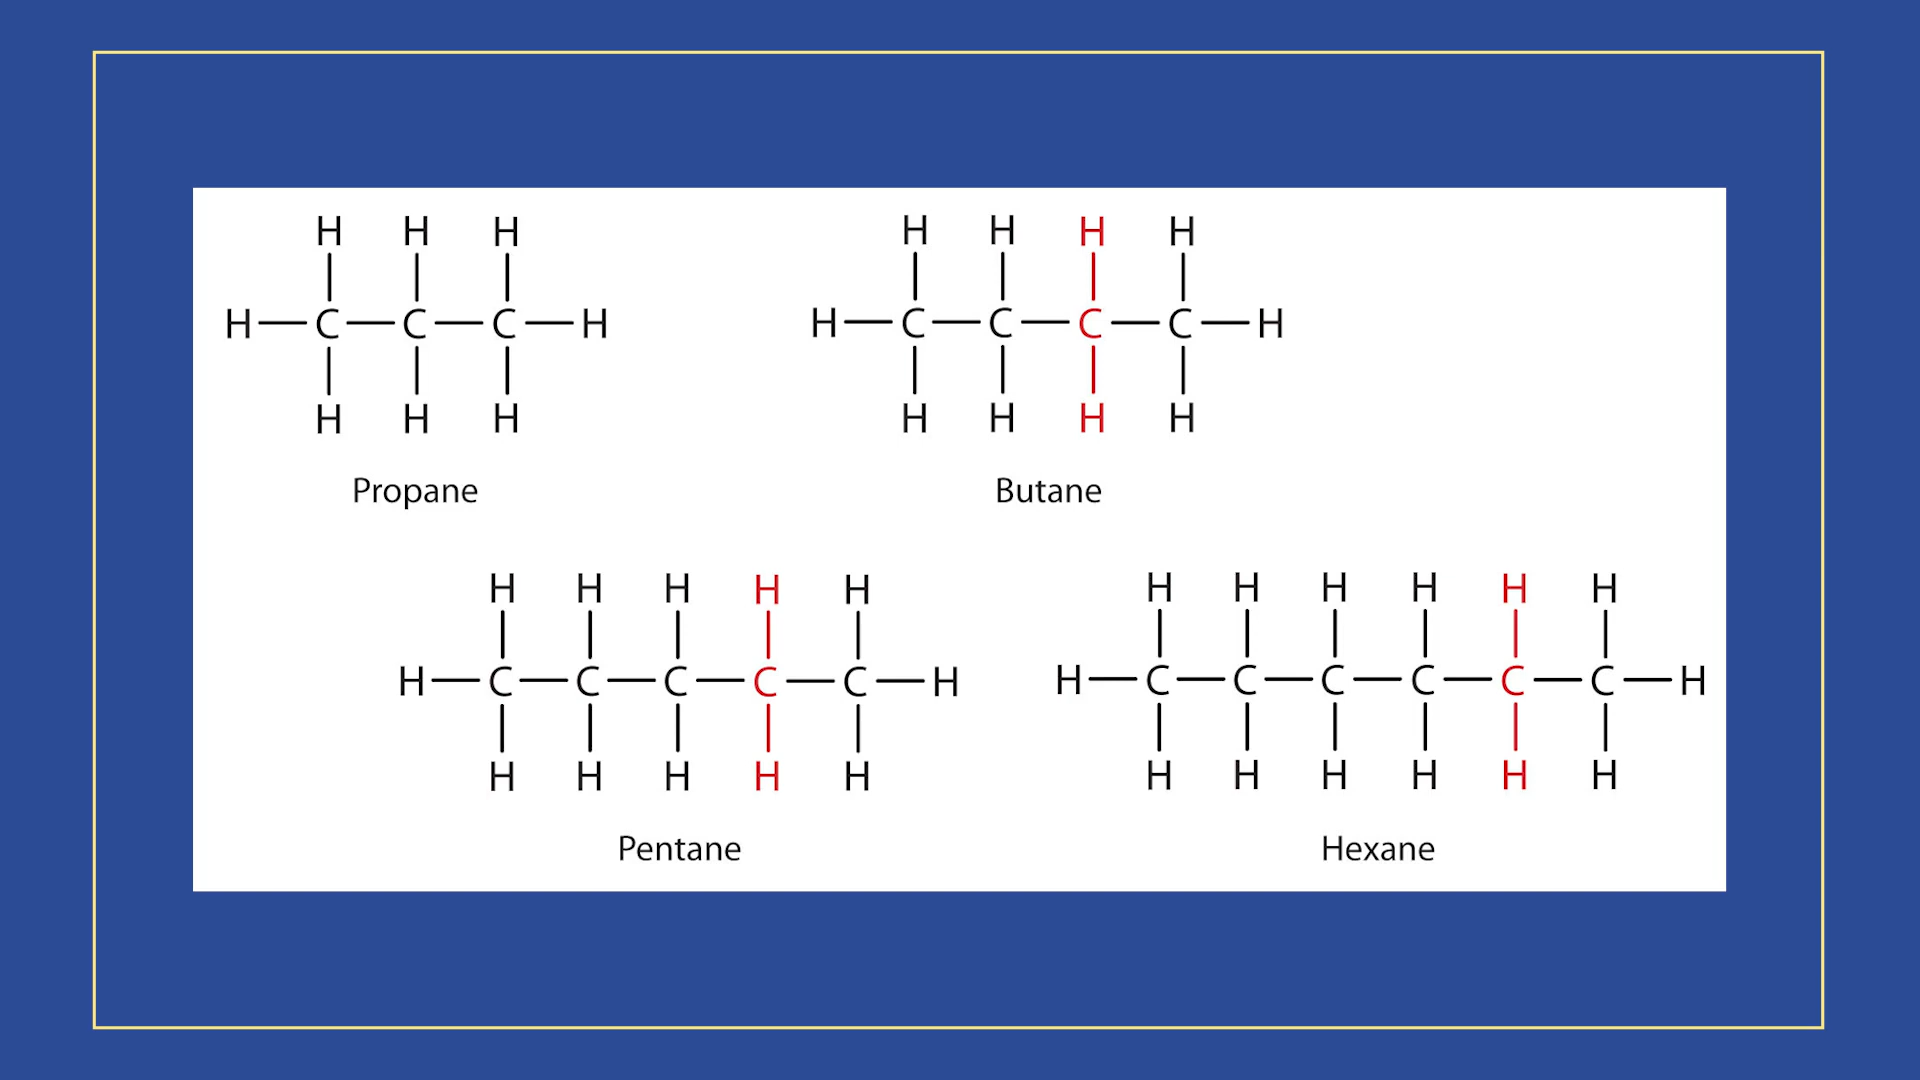 H H H
H C C C H
H H H
Propane
H H H H
H C C C C H
H H H H
Butane
H H H H H
H C C C C C H
H H H H H
Pentane
H H H H H H
H C C C C C C H
H H H H H H
Hexane